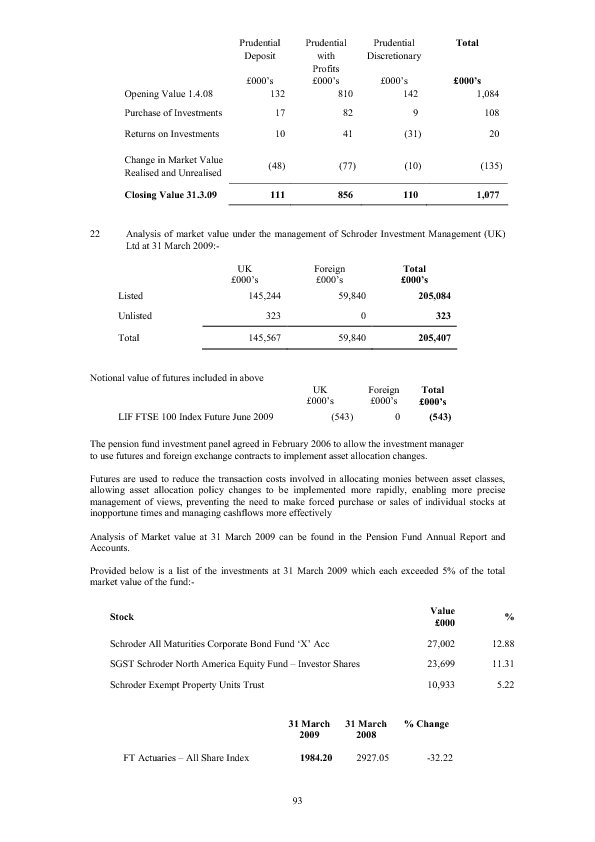 Prudential Prudential Prudential Total
Deposit with Discretionary
Profits
£000’s £000’s £000’s £000’s
Opening Value 1.4.08 132 810 142 1,084
Purchase of Investments 17 82 9 108
Returns on Investments 10 41 (31) 20
Change in Market Value
Realised and Unrealised (48) (77) (10) (135)
Closing Value 31.3.09 111 856 110 1,077
22 Analysis of market value under the management of Schroder Investment Management (UK)
Ltd at 31 March 2009:-
UK Foreign Total
£000’s £000’s £000’s
Listed 145,244 59,840 205,084
Unlisted 323 0 323
Total 145,567 59,840 205,407
Notional value of futures included in above
UK Foreign Total
£000’s £000’s £000’s
LIF FTSE 100 Index Future June 2009 (543) 0 (543)
The pension fund investment panel agreed in February 2006 to allow the investment manager
to use futures and foreign exchange contracts to implement asset allocation changes.
Futures are used to reduce the transaction costs involved in allocating monies between asset classes,
allowing asset allocation policy changes to be implemented more rapidly, enabling more precise
management of views, preventing the need to make forced purchase or sales of individual stocks at
inopportune times and managing cashflows more effectively
Analysis of Market value at 31 March 2009 can be found in the Pension Fund Annual Report and
Accounts.
Provided below is a list of the investments at 31 March 2009 which each exceeded 5% of the total
market value of the fund:-
Stock Value %
£000
Schroder All Maturities Corporate Bond Fund ‘X’ Acc 27,002 12.88
SGST Schroder North America Equity Fund – Investor Shares 23,699 11.31
Schroder Exempt Property Units Trust 10,933 5.22
31 March 31 March % Change
2009 2008
FT Actuaries – All Share Index 1984.20 2927.05 -32.22
93